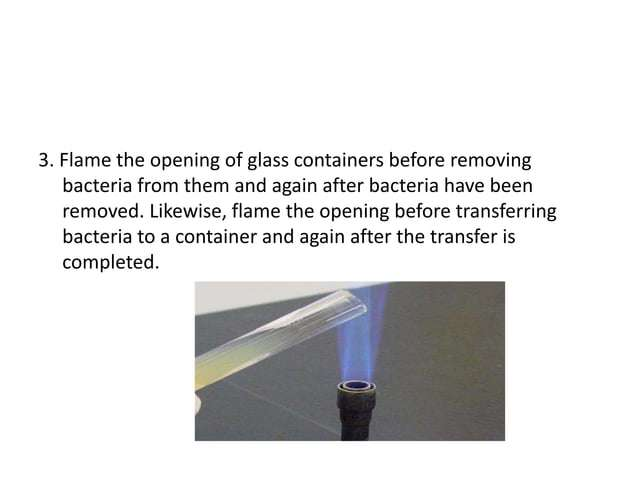 3. Flame the opening of glass containers before removing
bacteria from them and again after bacteria have been
removed. Likewise, flame the opening before transferring
bacteria to a container and again after the transfer is
completed.